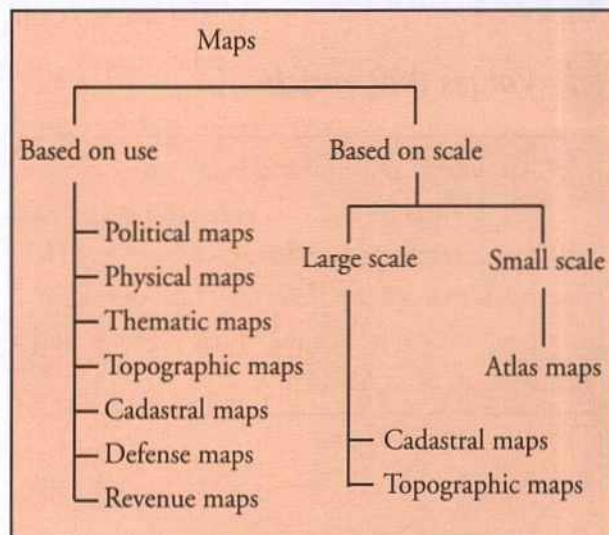 Maps
Based on use
Political maps
Physical maps
Thematic maps
Topographic maps
Cadastral maps
Defense maps
Revenue maps
Based on scale
Large scale
Cadastral maps
Topographic maps
Small scale
Atlas maps